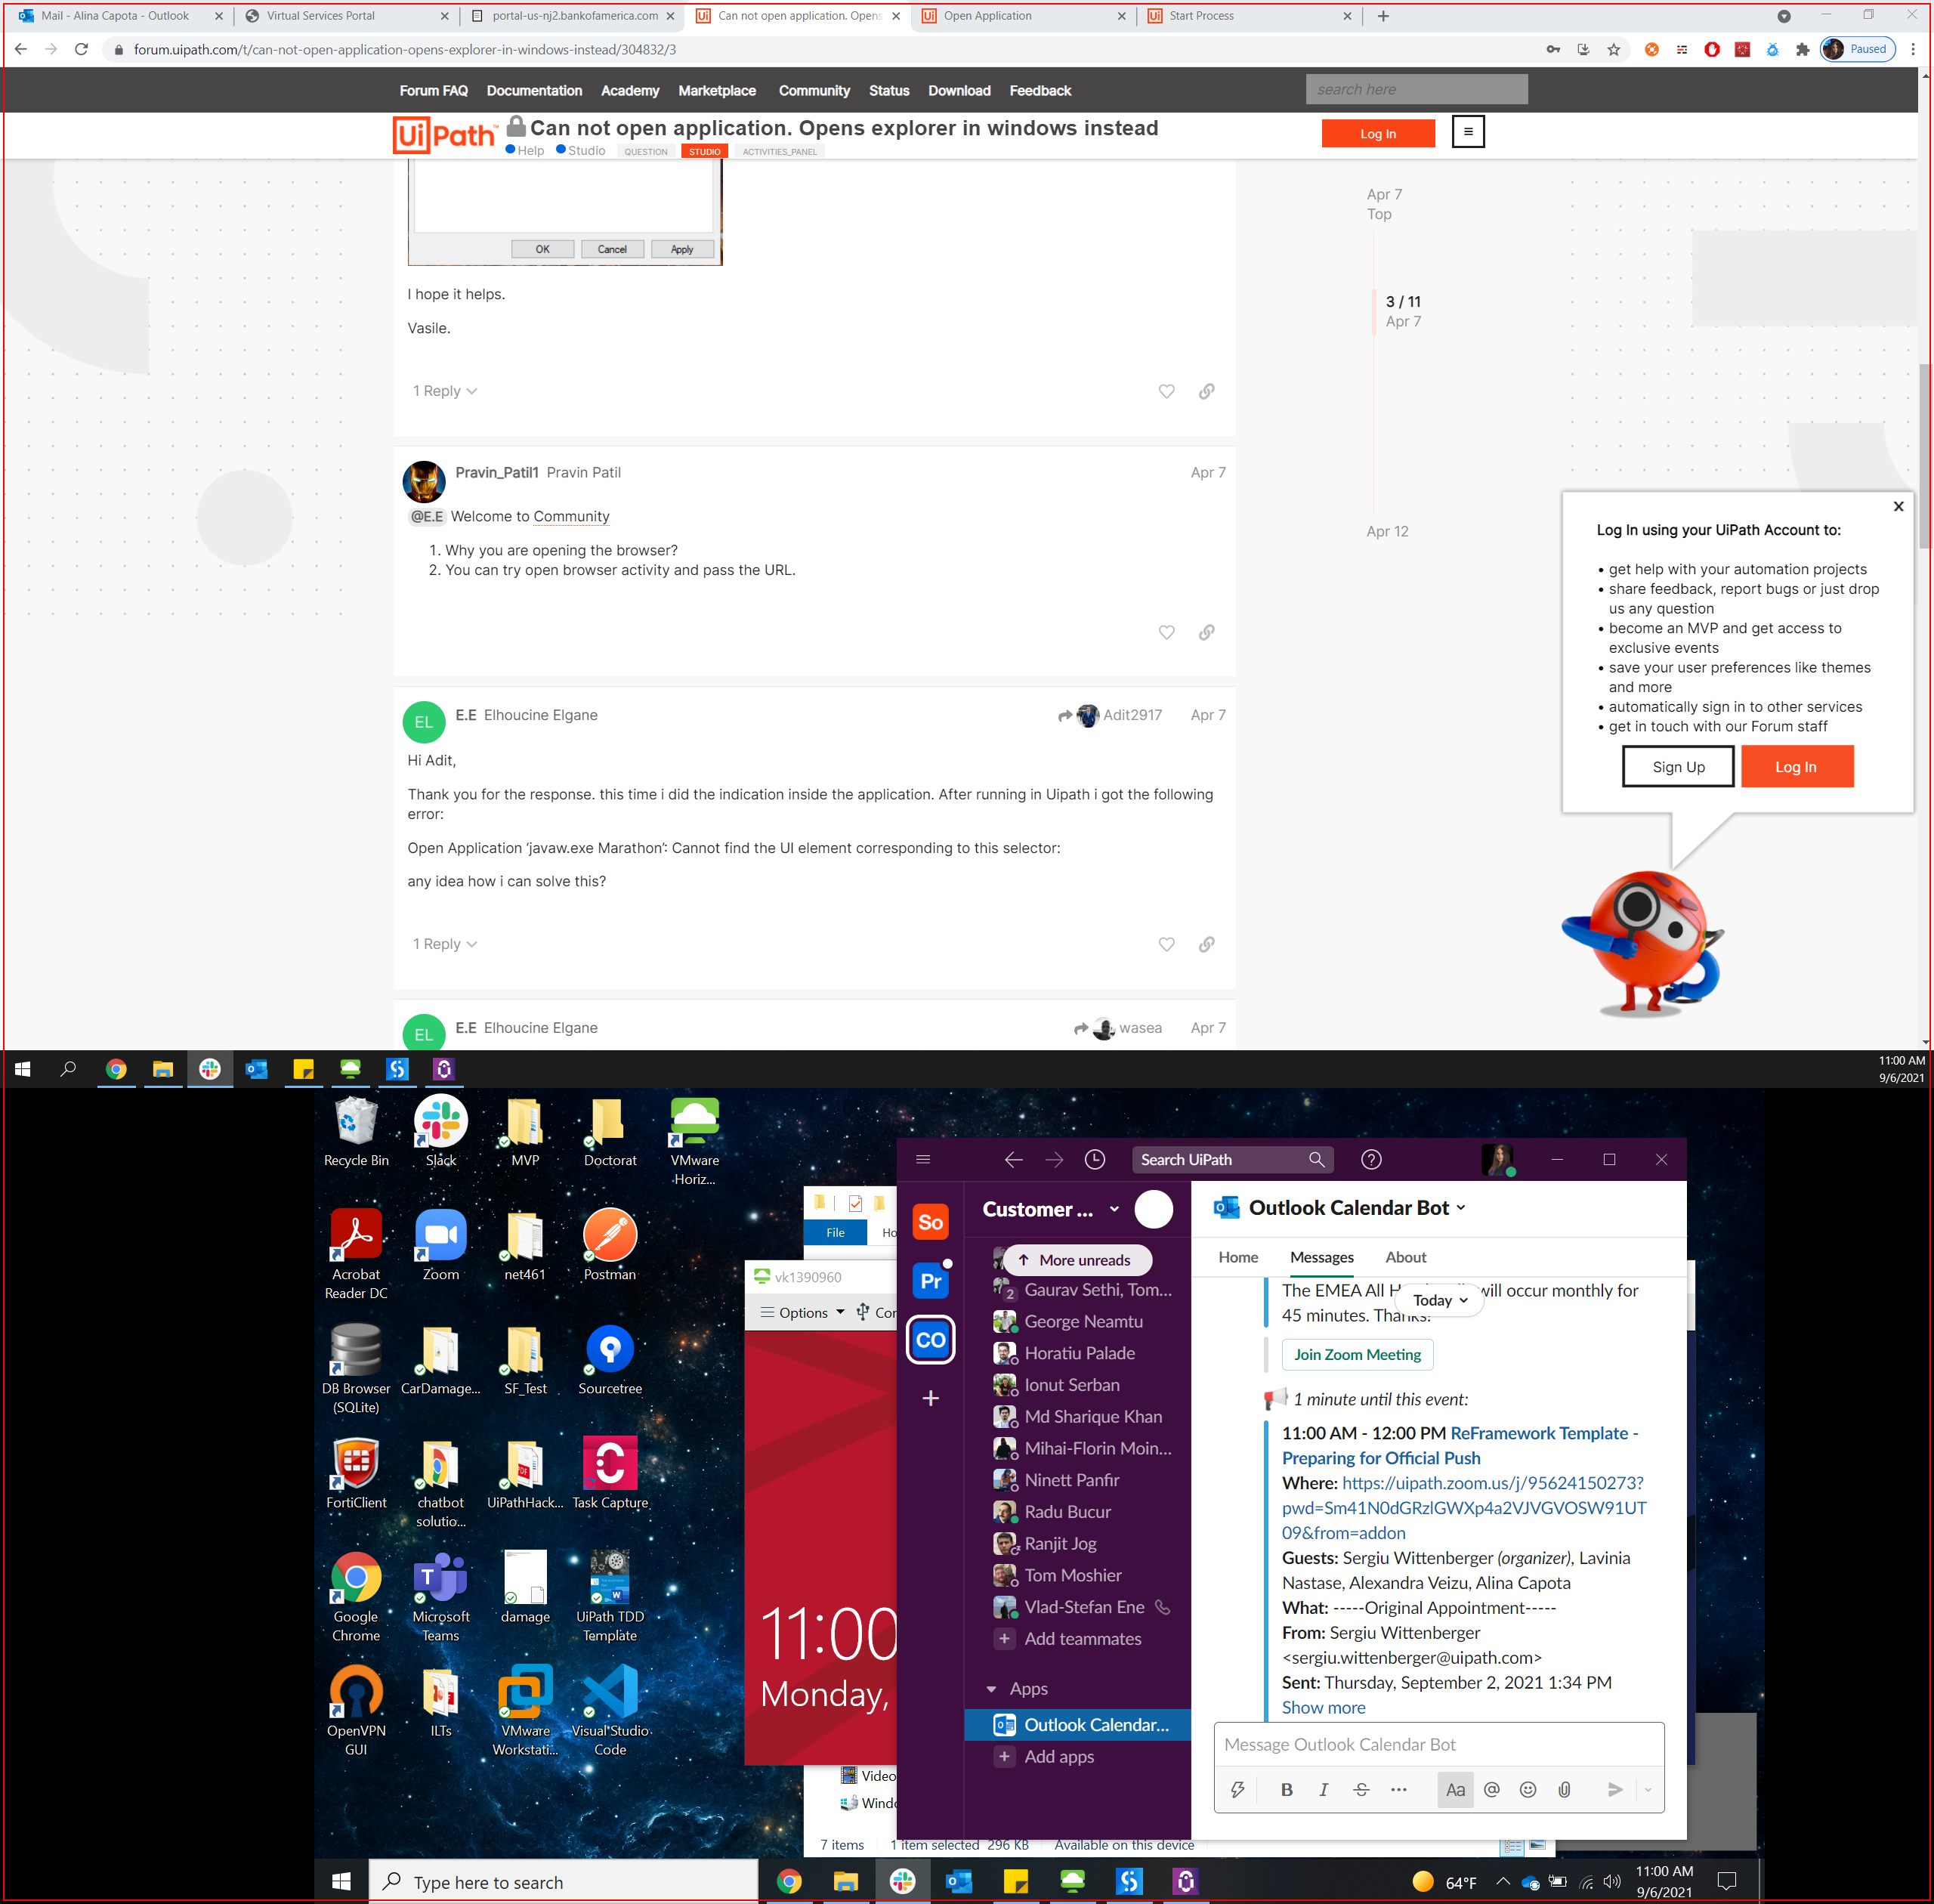 Mail - Alina Capota - Outlook
Virtual Services Portal
portal-us-nj2.bankofamerica.com
Can not open application. Opens
Open Application
Start Process
forum.uipath.com/t/can-not-open-application-opens-explorer-in-windows-instead/304832/3
Paused
Forum FAQ Documentation Academy Marketplace Community Status Download Feedback
search here
UiPath
Can not open application. Opens explorer in windows instead
Help Studio QUESTION STUDIO ACTIVITIES_PANEL
Log In
OK Cancel Apply
I hope it helps.
Vasile.
1 Reply
Apr 7
Top
3 / 11
Apr 7
Apr 12
Pravin_Patil1 Pravin Patil
Apr 7
@E.E Welcome to Community
1. Why you are opening the browser?
2. You can try open browser activity and pass the URL.
EL
E.E Elhoucine Elgane
Adit2917 Apr 7
Hi Adit,
Thank you for the response. this time i did the indication inside the application. After running in Uipath i got the following
error:
Open Application ‘javaw.exe Marathon’: Cannot find the UI element corresponding to this selector:
any idea how i can solve this?
1 Reply
EL
E.E Elhoucine Elgane
wasea Apr 7
X
Log In using your UiPath Account to:
• get help with your automation projects
• share feedback, report bugs or just drop
us any question
• become an MVP and get access to
exclusive events
• save your user preferences like themes
and more
• automatically sign in to other services
• get in touch with our Forum staff
Sign Up
Log In
11:00 AM
9/6/2021
Recycle Bin
Slack
MVP
Doctorat
VMware
Horiz...
Acrobat
Reader DC
Zoom
net461
Postman
DB Browser
(SQLite)
CarDamage...
SF_Test
Sourcetree
FortiClient
chatbot
solutio...
UiPathHack...
Task Capture
Google
Chrome
Microsoft
Teams
damage
UiPath TDD
Template
OpenVPN
GUI
ILTs
VMware
Workstati...
Visual Studio
Code
File
Ho
vk1390960
Options
Cor
11:00
Monday,
Video
Windo
7 items 1 item selected 296 KB Available on this device
Search UiPath
So
Pr
CO
Customer ...
More unreads
2
Gaurav Sethi, Tom...
George Neamtu
Horatiu Palade
Ionut Serban
Md Sharique Khan
Mihai-Florin Moin...
Ninett Panfir
Radu Bucur
Ranjit Jog
Tom Moshier
Vlad-Stefan Ene
+ Add teammates
Apps
Outlook Calendar...
+ Add apps
Outlook Calendar Bot
Home Messages About
Today
The EMEA All H will occur monthly for
45 minutes. Thanks!
Join Zoom Meeting
1 minute until this event:
11:00 AM - 12:00 PM ReFramework Template -
Preparing for Official Push
Where: https://uipath.zoom.us/j/95624150273?
pwd=Sm41N0dGRzlGWXp4a2VJVGVOSW91UT
09&from=addon
Guests: Sergiu Wittenberger (organizer), Lavinia
Nastase, Alexandra Veizu, Alina Capota
What: -----Original Appointment-----
From: Sergiu Wittenberger
<sergiu.wittenberger@uipath.com>
Sent: Thursday, September 2, 2021 1:34 PM
Show more
Message Outlook Calendar Bot
B I S ... Aa @
Type here to search
64°F
11:00 AM
9/6/2021